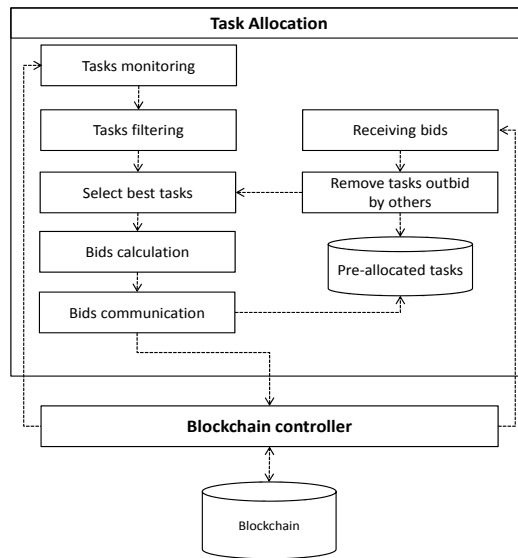 Task Allocation
Tasks monitoring
Tasks filtering
Receiving bids
Select best tasks
Remove tasks outbid
by others
Bids calculation
Pre-allocated tasks
Bids communication
Blockchain controller
Blockchain